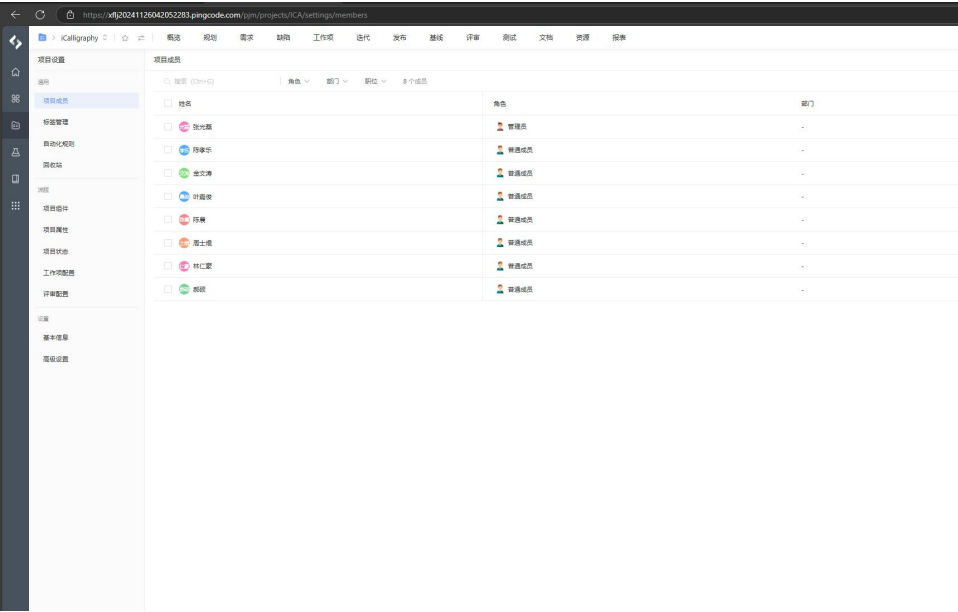 https://xflj20241126042052283.pingcode.com/pjm/projects/ICA/settings/members
iCalligraphy 概览 规划 需求 缺陷 工作项 迭代 发布 基线 评审 测试 文档 资源 报表
项目设置
项目成员
通用
搜索 (Ctrl+G) 角色 部门 职位 8 个成员
项目成员
姓名 角色 部门
标签管理
张光磊 管理员 -
自动化规则
陈孝乐 普通成员 -
回收站
金文涛 普通成员 -
流程
叶嘉俊 普通成员 -
项目组件
陈晨 普通成员 -
项目属性
周士堰 普通成员 -
项目状态
林仁豪 普通成员 -
工作项配置
普通成员 -
评审配置
设置
基本信息
高级设置